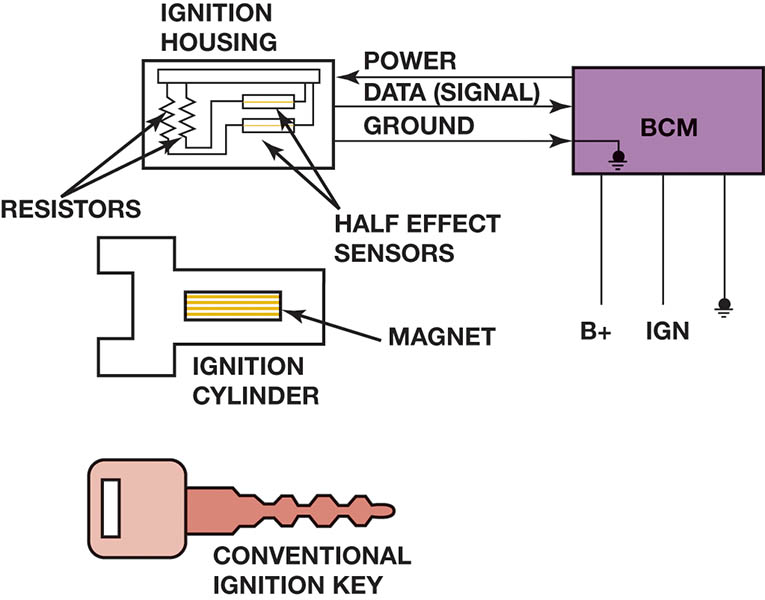 IGNITION
HOUSING
POWER
DATA (SIGNAL)
GROUND
BCM
RESISTORS
HALF EFFECT
SENSORS
B+
IGN
MAGNET
IGNITION
CYLINDER
CONVENTIONAL
IGNITION KEY